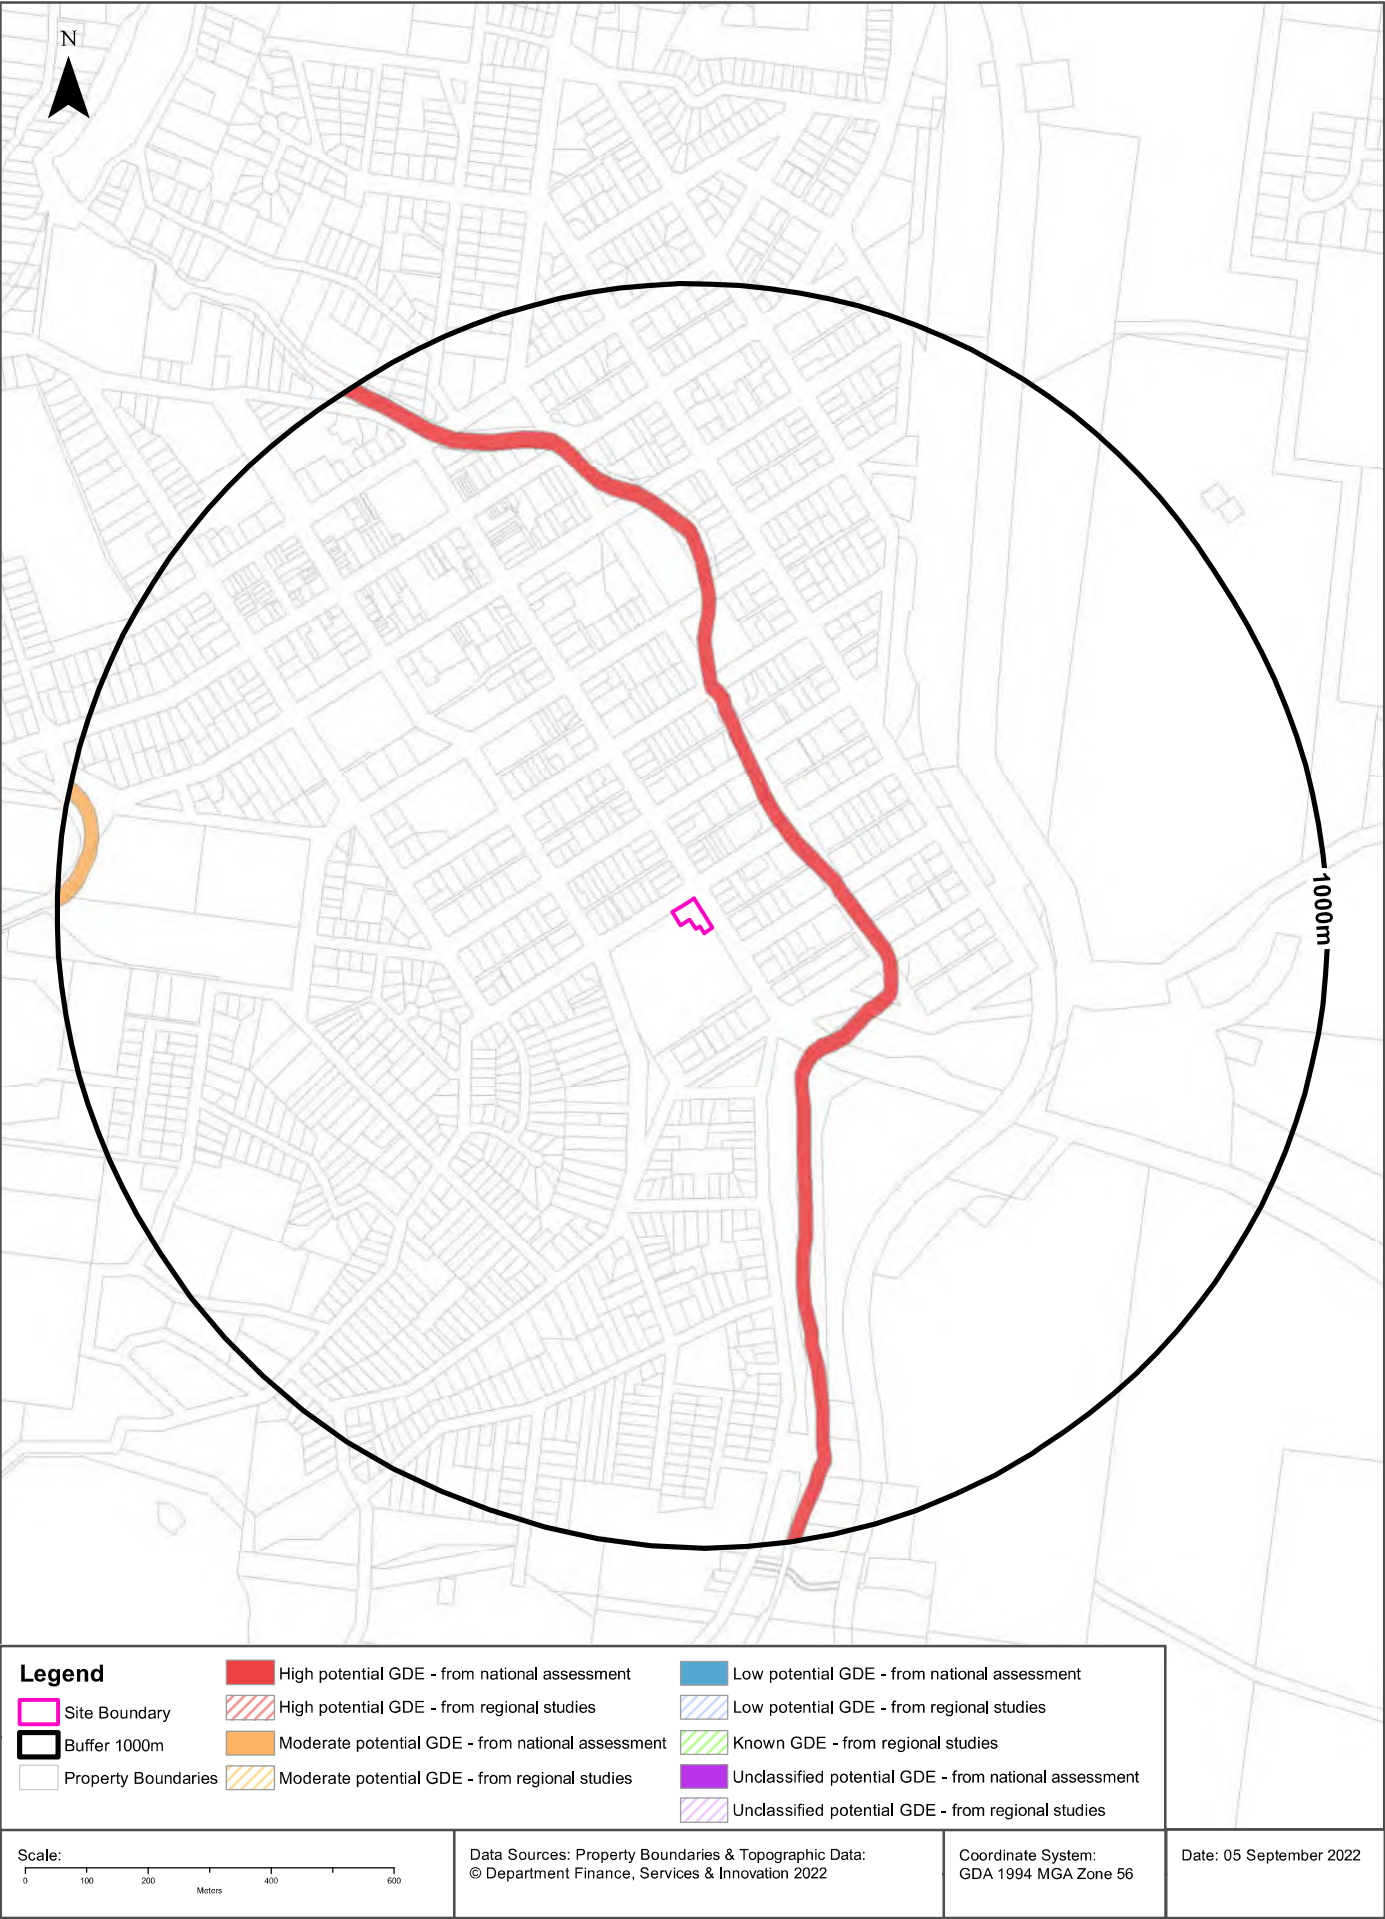 N
1000m
Legend
Site Boundary
Buffer 1000m
Property Boundaries
High potential GDE - from national assessment
High potential GDE - from regional studies
Moderate potential GDE - from national assessment
Moderate potential GDE - from regional studies
Low potential GDE - from national assessment
Low potential GDE - from regional studies
Known GDE - from regional studies
Unclassified potential GDE - from national assessment
Unclassified potential GDE - from regional studies
Scale:
0 100 200 400 600
Meters
Data Sources: Property Boundaries & Topographic Data:
© Department Finance, Services & Innovation 2022
Coordinate System:
GDA 1994 MGA Zone 56
Date: 05 September 2022